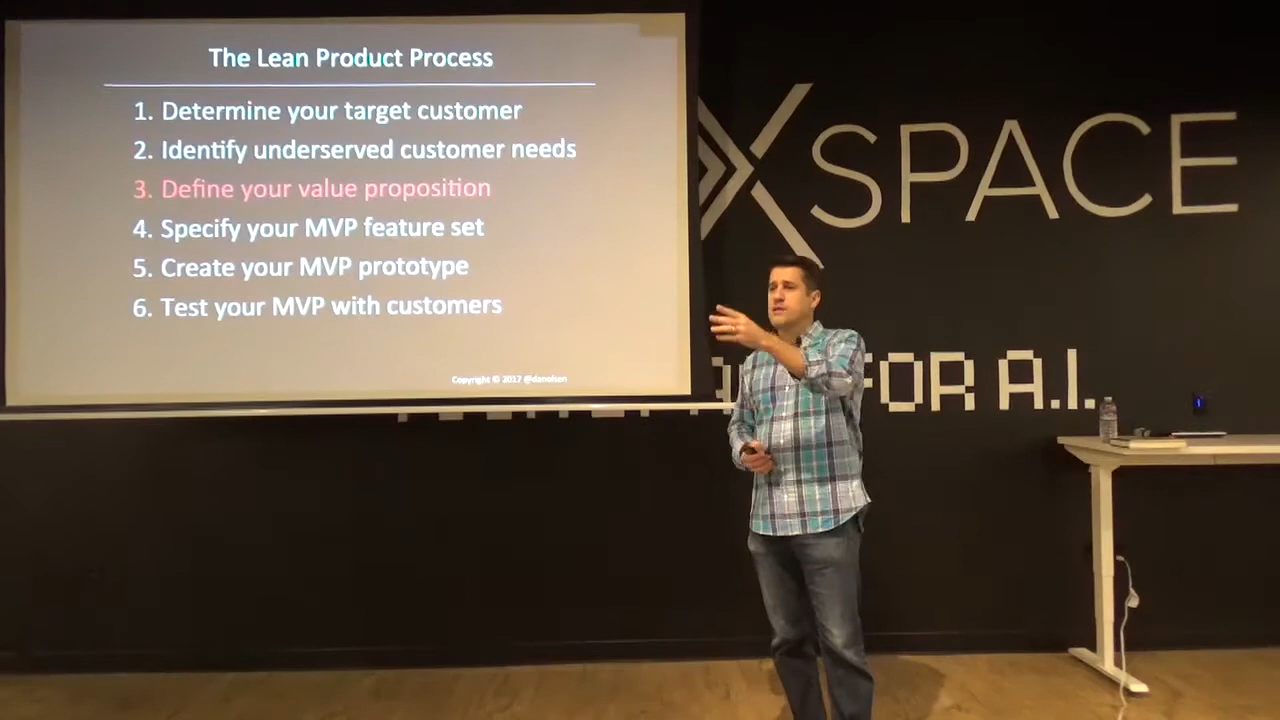 The Lean Product Process
1. Determine your target customer
2. Identify underserved customer needs
3. Define your value proposition
4. Specify your MVP feature set
5. Create your MVP prototype
6. Test your MVP with customers
Copyright © 2017 @danolsen
XSPACE
FOR A.I.